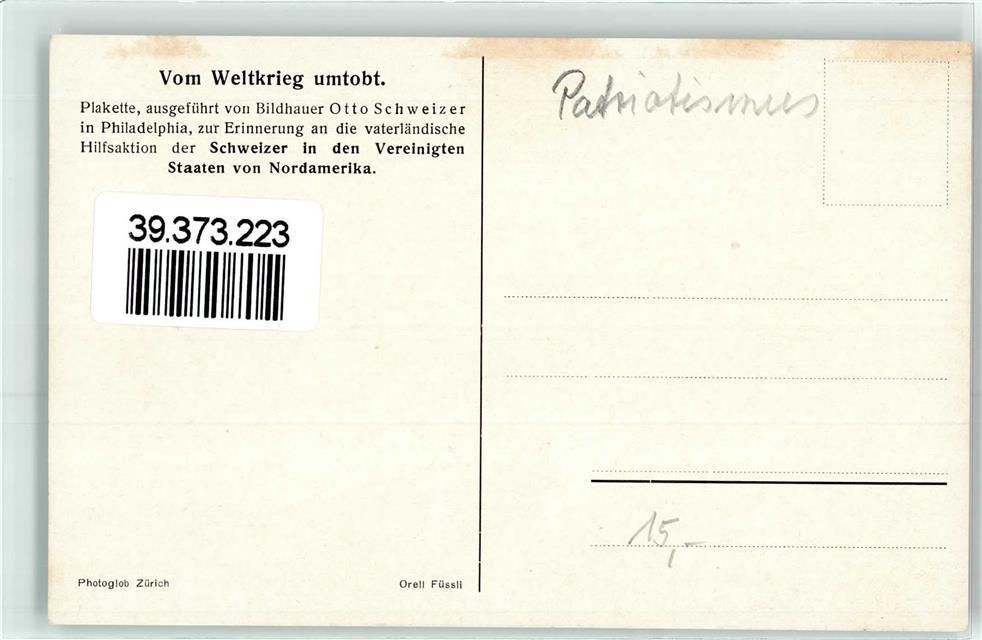 Vom Weltkrieg umtobt.
Plakette, ausgeführt von Bildhauer Otto Schweizer
in Philadelphia, zur Erinnerung an die vaterländische
Hilfsaktion der Schweizer in den Vereinigten
Staaten von Nordamerika.
39.373.223
Photoglob Zürich
Orell Füssli
Patriotismus
15,-